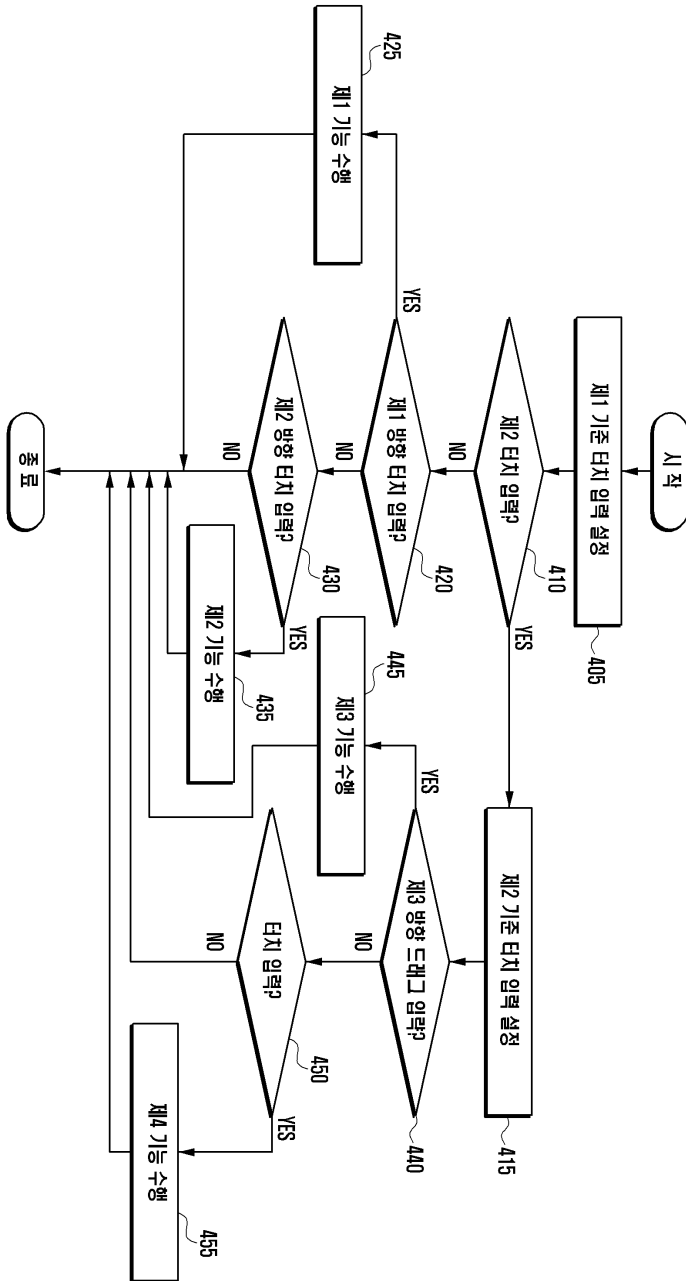 시 작
제1 기준 터치 입력 설정
405
제2 터치 입력?
410
YES
NO
제2 기준 터치 입력 설정
415
제1 방향 터치 입력?
420
YES
NO
제1 기능 수행
425
제2 방향 터치 입력?
430
YES
NO
제2 기능 수행
435
제3 방향 드래그 입력?
440
YES
NO
제3 기능 수행
445
터치 입력?
450
YES
NO
제4 기능 수행
455
종 료